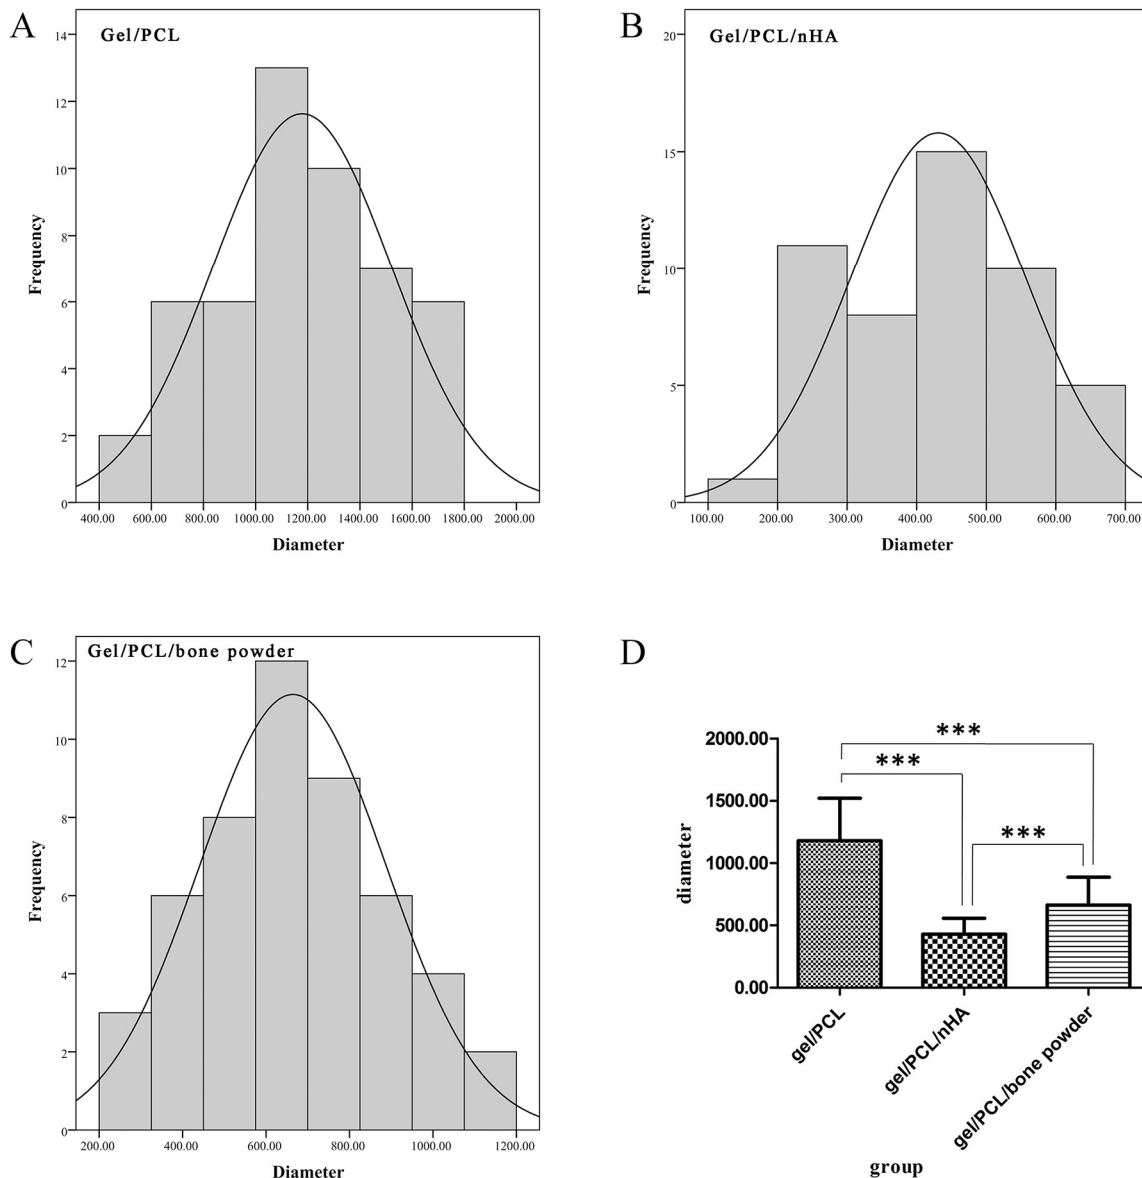 A
Gel/PCL
14
12
10
8
6
4
2
0
Frequency
400.00 600.00 800.00 1000.00 1200.00 1400.00 1600.00 1800.00 2000.00
Diameter
B
Gel/PCL/nHA
20
15
10
5
0
Frequency
100.00 200.00 300.00 400.00 500.00 600.00 700.00
Diameter
C
Gel/PCL/bone powder
12
10
8
6
4
2
0
Frequency
200.00 400.00 600.00 800.00 1000.00 1200.00
Diameter
D
***
***
***
2000.00
1500.00
1000.00
500.00
0.00
diameter
gel/PCL
gel/PCL/nHA
gel/PCL/bone powder
group